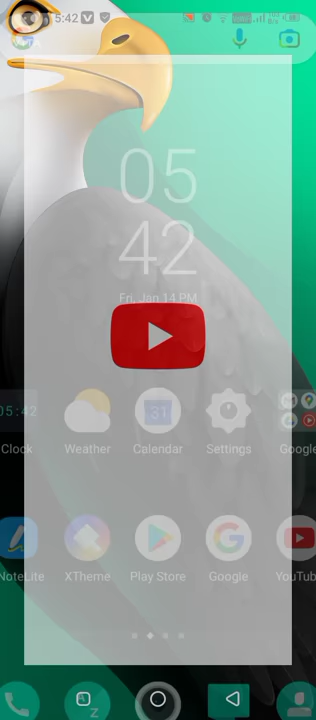 5:42
05
42
Fri, Jan 14 PM
05:42
31
Clock
Weather
Calendar
Settings
Google
NoteLite
XTheme
Play Store
Google
YouTub
A
Z